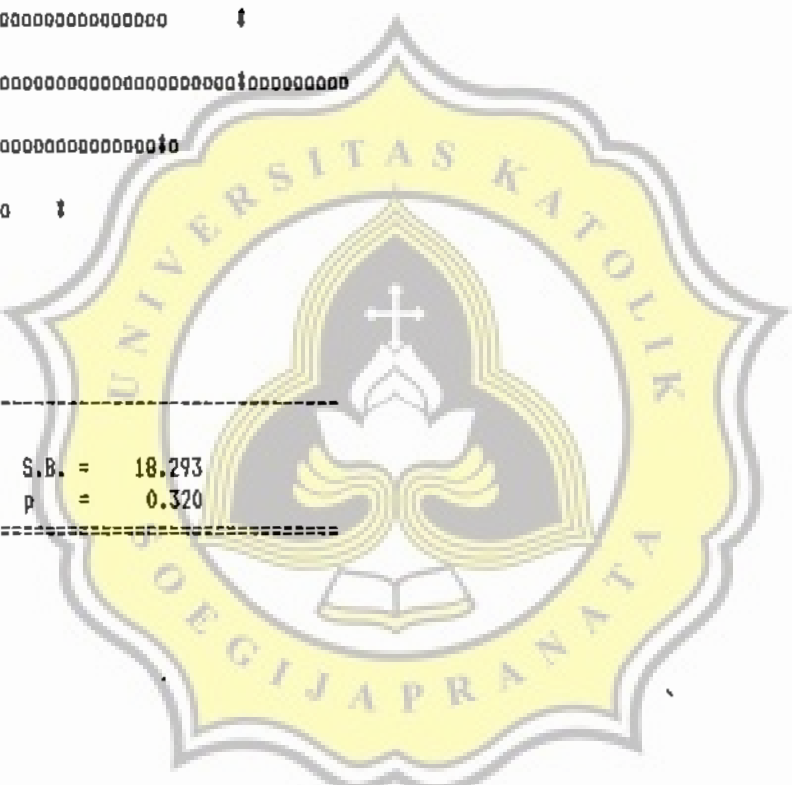 S.B. = 18.293
p = 0.320
UNIVERSITAS KATOLIK
SOEGIJAPRANATA